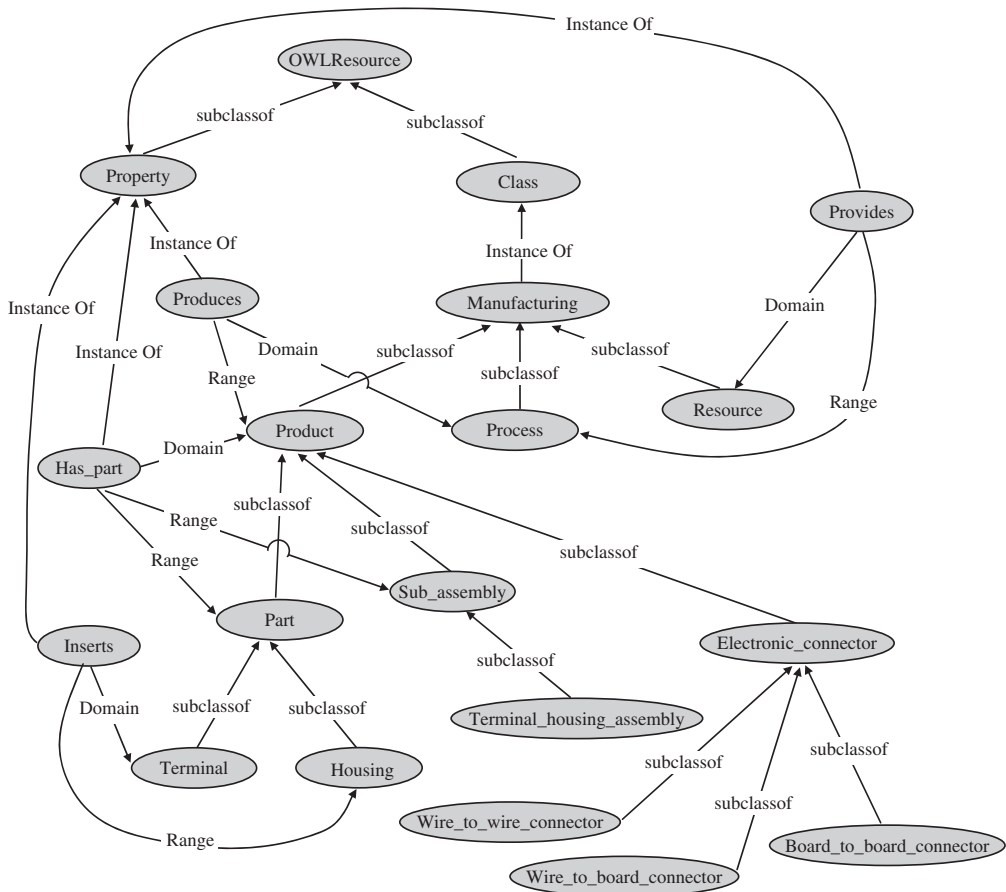 Instance Of
OWLResource
subclassof
subclassof
Property
Class
Provides
Instance Of
Instance Of
Produces
Manufacturing
Instance Of
Domain
Domain
subclassof
subclassof
Instance Of
Range
subclassof
Resource
Range
Product
Process
Domain
Has_part
subclassof
Range
subclassof
subclassof
Range
Sub_assembly
Part
Inserts
Electronic_connector
subclassof
Domain
subclassof
subclassof
Terminal_housing_assembly
subclassof
Terminal
Housing
subclassof
subclassof
Wire_to_wire_connector
Range
Board_to_board_connector
Wire_to_board_connector